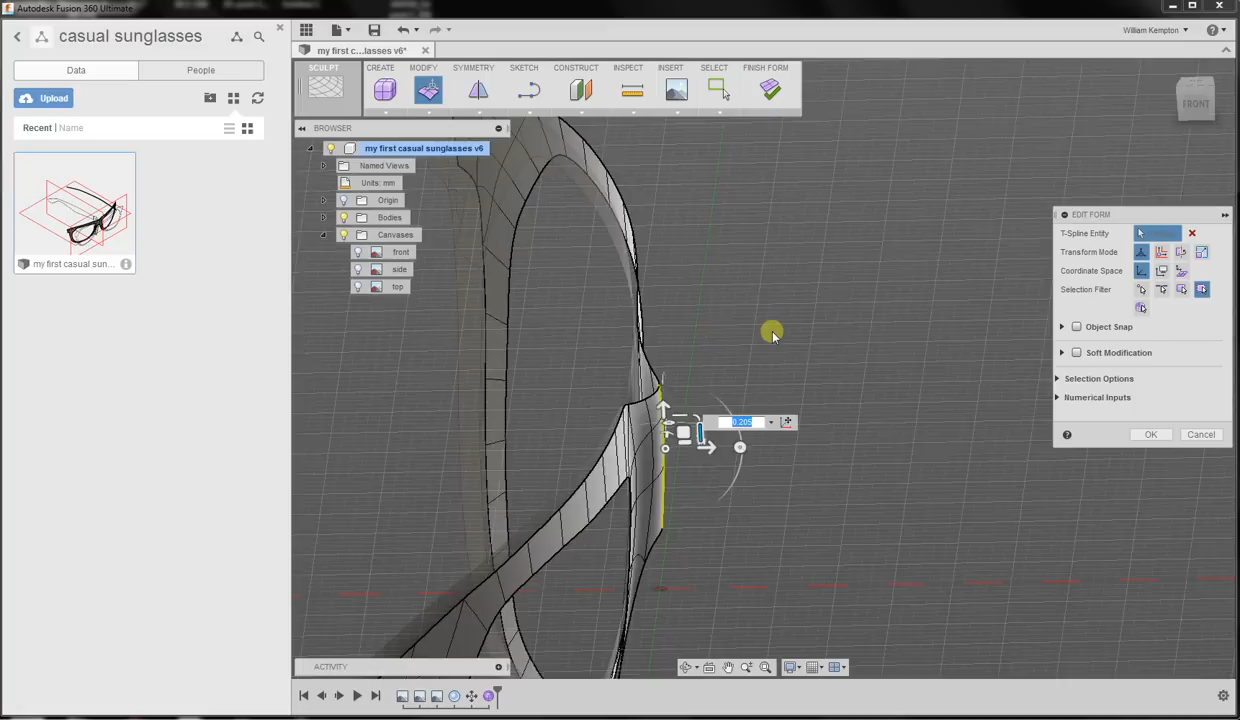 Autodesk Fusion 360 Ultimate
casual sunglasses
William Kempton
my first c...lasses v6*
Data
People
SCULPT
CREATE
MODIFY
SYMMETRY
SKETCH
CONSTRUCT
INSPECT
INSERT
SELECT
FINISH FORM
Upload
FRONT
Recent | Name
BROWSER
my first casual sunglasses v6
Named Views
Units: mm
Origin
Bodies
Canvases
front
side
top
my first casual sun...
EDIT FORM
T-Spline Entity
Transform Mode
Coordinate Space
Selection Filter
Object Snap
Soft Modification
Selection Options
Numerical Inputs
OK
Cancel
0.205
ACTIVITY